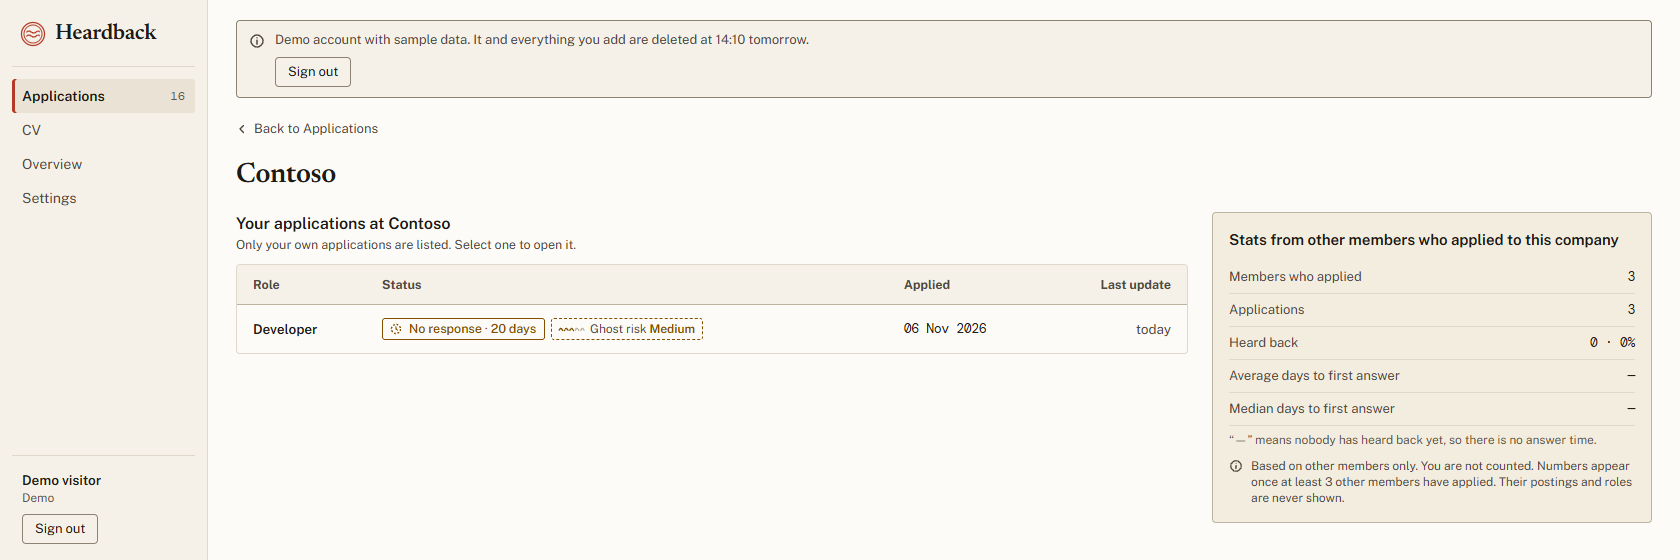 Heardback
Applications 16
CV
Overview
Settings
Demo visitor
Demo
Sign out
Demo account with sample data. It and everything you add are deleted at 14:10 tomorrow.
Sign out
Back to Applications
Contoso
Your applications at Contoso
Only your own applications are listed. Select one to open it.
Role Status Applied Last update
Developer No response · 20 days Ghost risk Medium 06 Nov 2026 today
Stats from other members who applied to this company
Members who applied 3
Applications 3
Heard back 0 · 0%
Average days to first answer —
Median days to first answer —
“—” means nobody has heard back yet, so there is no answer time.
Based on other members only. You are not counted. Numbers appear
once at least 3 other members have applied. Their postings and roles
are never shown.